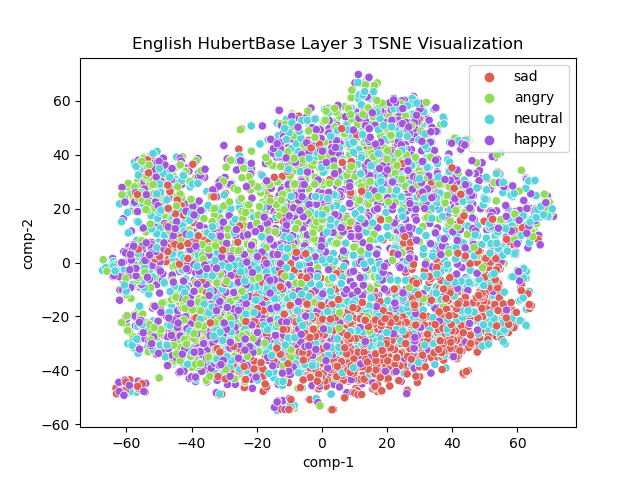 English HubertBase Layer 3 TSNE Visualization
sad
angry
neutral
happy
60
40
20
0
−20
−40
−60
comp-2
−60
−40
−20
0
20
40
60
comp-1